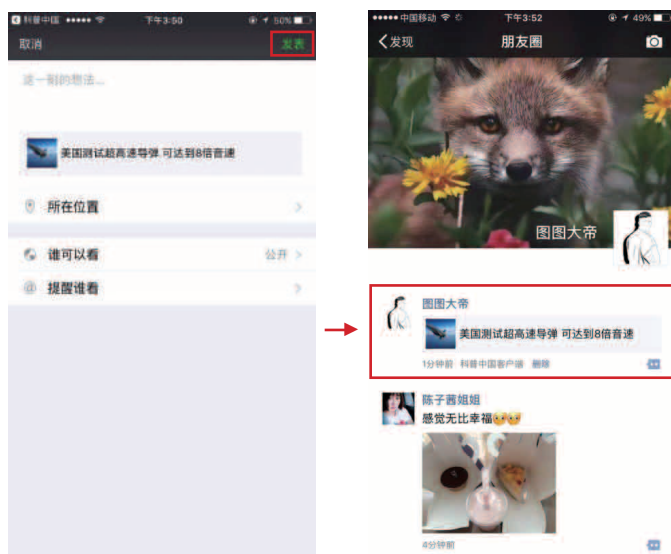 科普中国
下午3:50
50%
取消
发表
这一刻的想法...
美国测试超高速导弹 可达到8倍音速
所在位置
谁可以看
公开
提醒谁看
中国移动
下午3:52
49%
发现
朋友圈
图图大帝
图图大帝
美国测试超高速导弹 可达到8倍音速
1分钟前 科普中国客户端 删除
陈子茜姐姐
感觉无比幸福
4分钟前